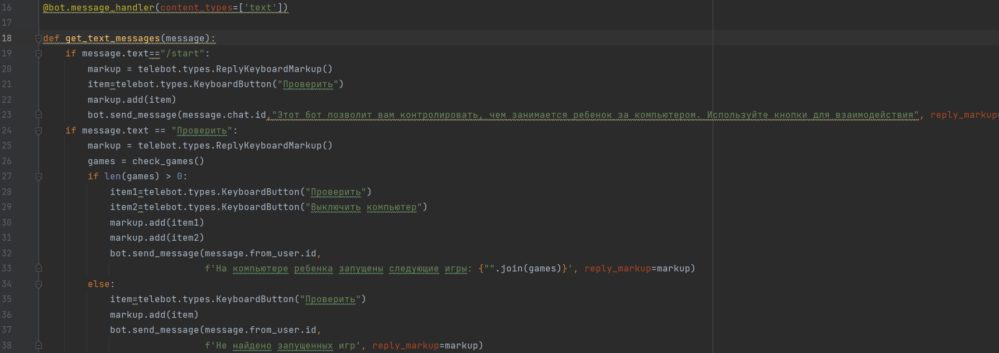 16 @bot.message_handler(content_types=['text'])
17
18 def get_text_messages(message):
19 if message.text=="/start":
20 markup = telebot.types.ReplyKeyboardMarkup()
21 item=telebot.types.KeyboardButton("Проверить")
22 markup.add(item)
23 bot.send_message(message.chat.id,"Этот бот позволит вам контролировать, чем занимается ребенок за компьютером. Используйте кнопки для взаимодействия", reply_markup=
24 if message.text == "Проверить":
25 markup = telebot.types.ReplyKeyboardMarkup()
26 games = check_games()
27 if len(games) > 0:
28 item1=telebot.types.KeyboardButton("Проверить")
29 item2=telebot.types.KeyboardButton("Выключить компьютер")
30 markup.add(item1)
31 markup.add(item2)
32 bot.send_message(message.from_user.id,
33 f'На компьютере ребенка запущены следующие игры: {"".join(games)}', reply_markup=markup)
34 else:
35 item=telebot.types.KeyboardButton("Проверить")
36 markup.add(item)
37 bot.send_message(message.from_user.id,
38 f'Не найдено запущенных игр', reply_markup=markup)